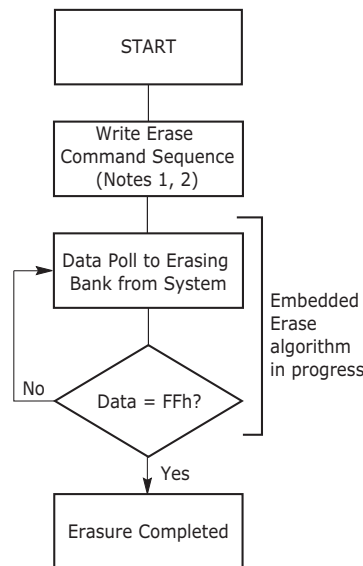 START
Write Erase
Command Sequence
(Notes 1, 2)
Data Poll to Erasing
Bank from System
Embedded
Erase
algorithm
in progress
No
Data = FFh?
Yes
Erasure Completed